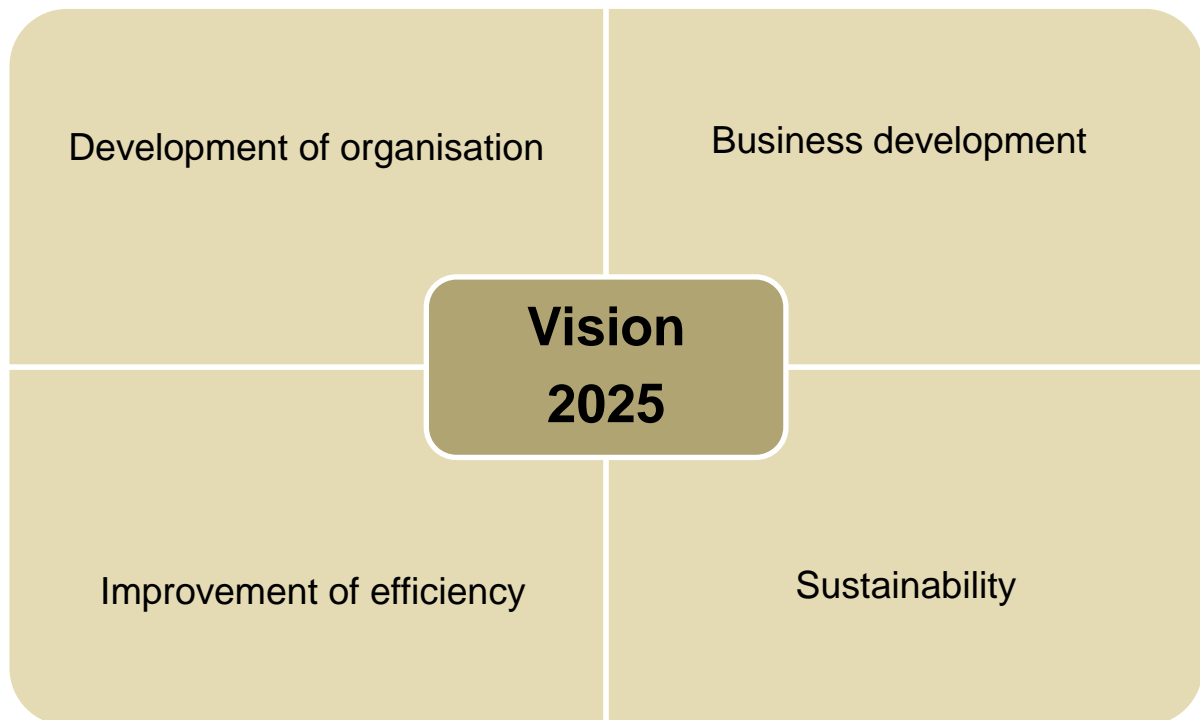 Development of organisation
Business development
Vision
2025
Improvement of efficiency
Sustainability